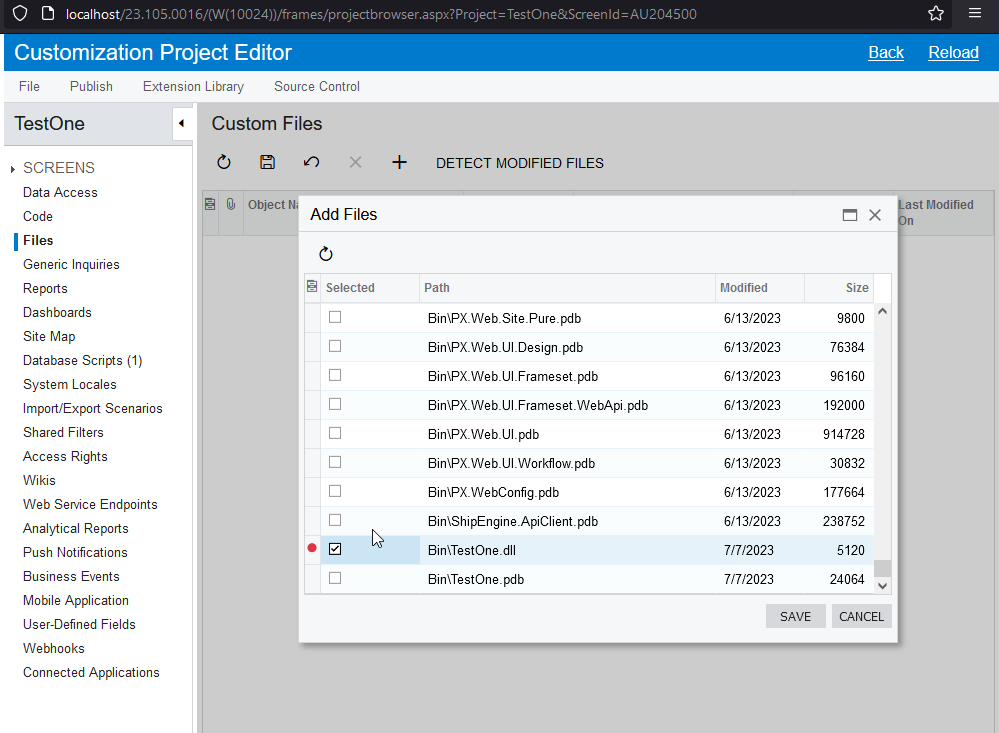 localhost/23.105.0016/(W(10024))/frames/projectbrowser.aspx?Project=TestOne&ScreenId=AU204500
Customization Project Editor Back Reload
File Publish Extension Library Source Control
TestOne
Custom Files
DETECT MODIFIED FILES
SCREENS
Data Access
Code
Files
Generic Inquiries
Reports
Dashboards
Site Map
Database Scripts (1)
System Locales
Import/Export Scenarios
Shared Filters
Access Rights
Wikis
Web Service Endpoints
Analytical Reports
Push Notifications
Business Events
Mobile Application
User-Defined Fields
Webhooks
Connected Applications
Object Na
Last Modified
On
Add Files
Selected Path Modified Size
Bin\PX.Web.Site.Pure.pdb 6/13/2023 9800
Bin\PX.Web.UI.Design.pdb 6/13/2023 76384
Bin\PX.Web.UI.Frameset.pdb 6/13/2023 96160
Bin\PX.Web.UI.Frameset.WebApi.pdb 6/13/2023 192000
Bin\PX.Web.UI.pdb 6/13/2023 914728
Bin\PX.Web.UI.Workflow.pdb 6/13/2023 30832
Bin\PX.WebConfig.pdb 6/13/2023 177664
Bin\ShipEngine.ApiClient.pdb 6/13/2023 238752
Bin\TestOne.dll 7/7/2023 5120
Bin\TestOne.pdb 7/7/2023 24064
SAVE CANCEL